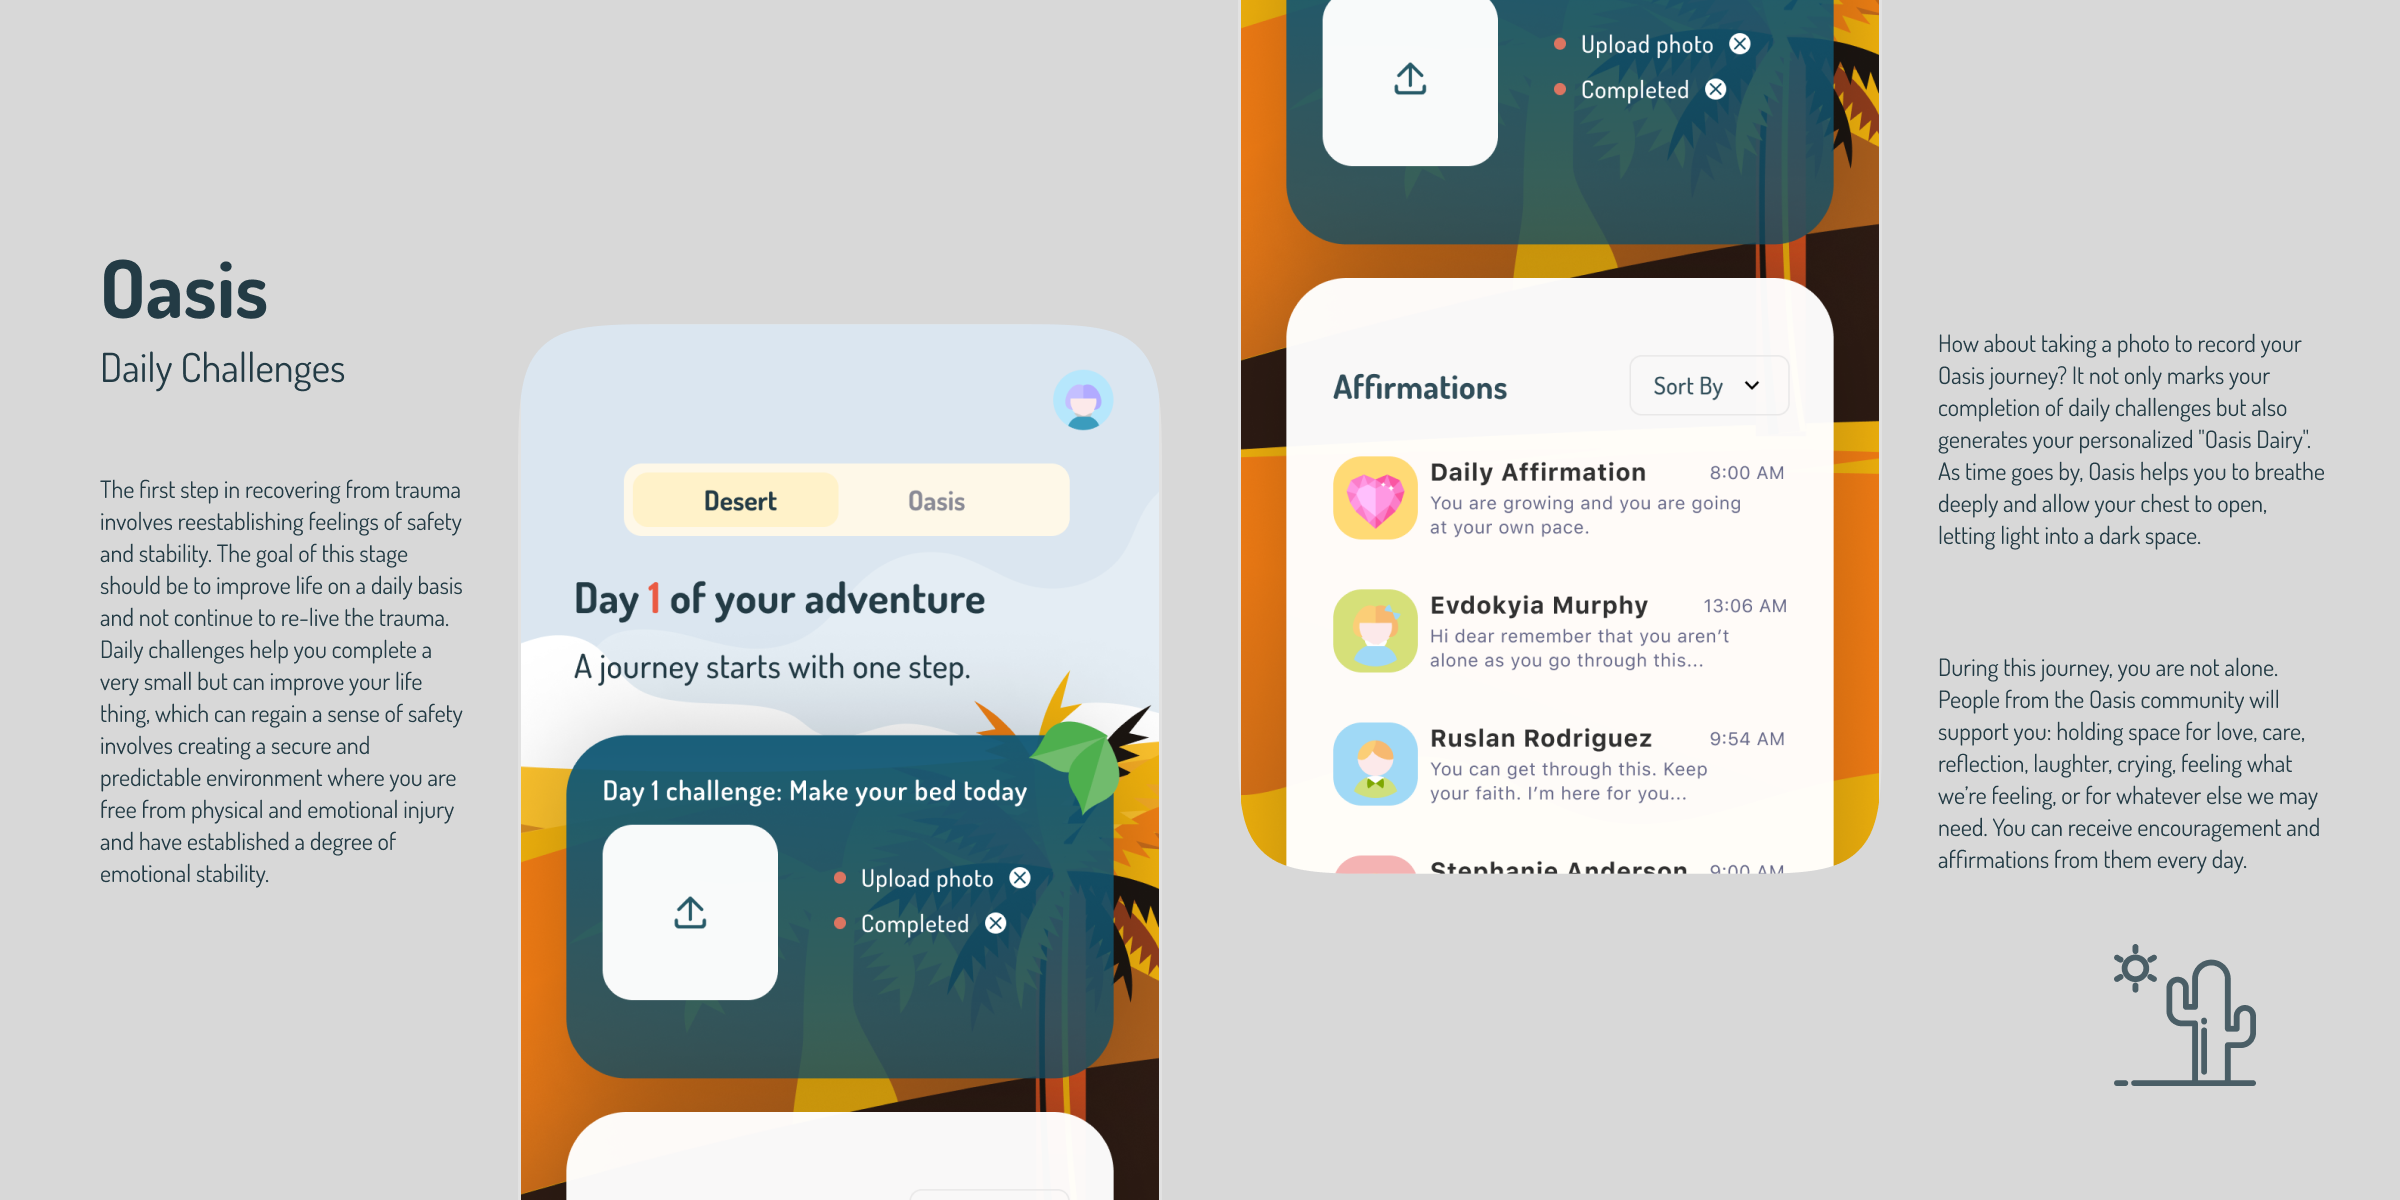 Oasis
Daily Challenges
The first step in recovering from trauma
involves reestablishing feelings of safety
and stability. The goal of this stage
should be to improve life on a daily basis
and not continue to re-live the trauma.
Daily challenges help you complete a
very small but can improve your life
thing, which can regain a sense of safety
involves creating a secure and
predictable environment where you are
free from physical and emotional injury
and have established a degree of
emotional stability.
Desert
Oasis
Day 1 of your adventure
A journey starts with one step.
Day 1 challenge: Make your bed today
Upload photo
Completed
Upload photo
Completed
Affirmations
Sort By
Daily Affirmation
8:00 AM
You are growing and you are going
at your own pace.
Evdokyia Murphy
13:06 AM
Hi dear remember that you aren't
alone as you go through this...
Ruslan Rodriguez
9:54 AM
You can get through this. Keep
your faith. I'm here for you...
Stephanie Anderson
9:00 AM
How about taking a photo to record your
Oasis journey? It not only marks your
completion of daily challenges but also
generates your personalized "Oasis Dairy".
As time goes by, Oasis helps you to breathe
deeply and allow your chest to open,
letting light into a dark space.
During this journey, you are not alone.
People from the Oasis community will
support you: holding space for love, care,
reflection, laughter, crying, feeling what
we're feeling, or for whatever else we may
need. You can receive encouragement and
affirmations from them every day.